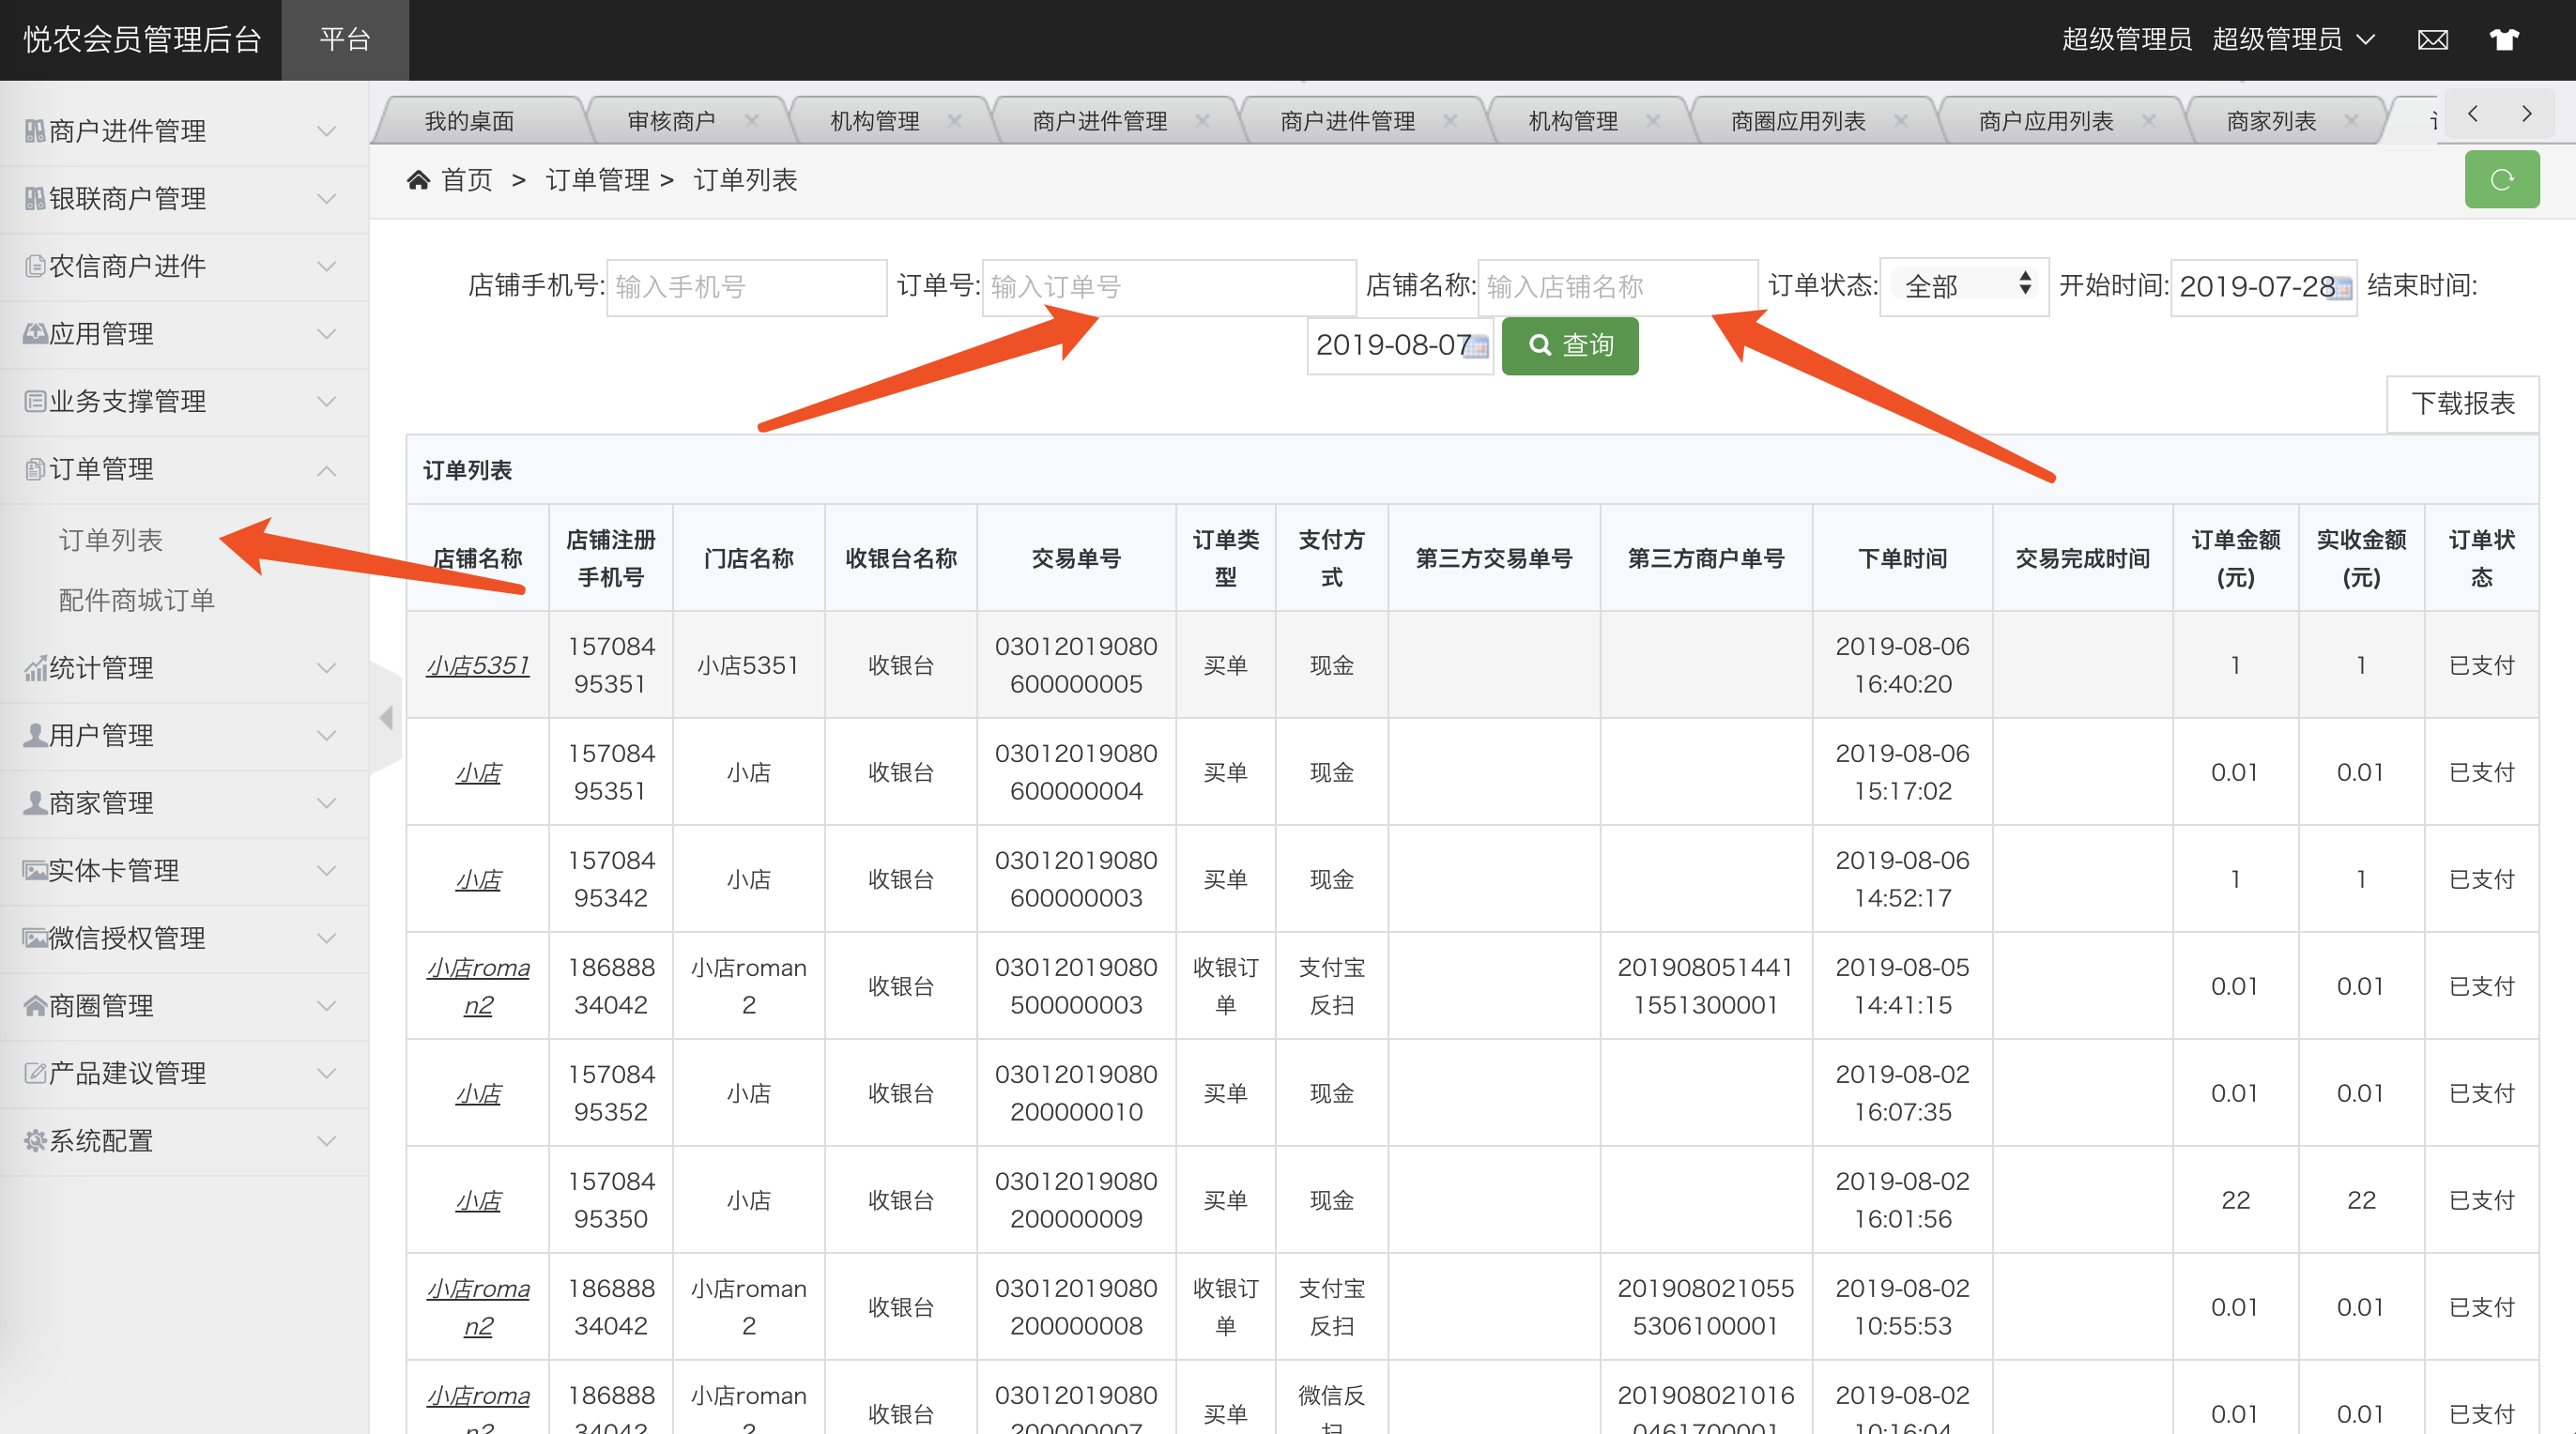 悦农会员管理后台 平台 超级管理员 超级管理员
我的桌面 审核商户 机构管理 商户进件管理 商户进件管理 机构管理 商圈应用列表 商户应用列表 商家列表
首页 > 订单管理 > 订单列表
商户进件管理
银联商户管理
农信商户进件
应用管理
业务支撑管理
订单管理
订单列表
配件商城订单
统计管理
用户管理
商家管理
实体卡管理
微信授权管理
商圈管理
产品建议管理
系统配置
店铺手机号: 输入手机号 订单号: 输入订单号 店铺名称: 输入店铺名称 订单状态: 全部 开始时间: 2019-07-28 结束时间:
2019-08-07 查询
下载报表
订单列表
店铺名称 店铺注册手机号 门店名称 收银台名称 交易单号 订单类型 支付方式 第三方交易单号 第三方商户单号 下单时间 交易完成时间 订单金额(元) 实收金额(元) 订单状态
小店5351 15708495351 小店5351 收银台 03012019080600000005 买单 现金 2019-08-06 16:40:20 1 1 已支付
小店 15708495351 小店 收银台 03012019080600000004 买单 现金 2019-08-06 15:17:02 0.01 0.01 已支付
小店 15708495342 小店 收银台 03012019080600000003 买单 现金 2019-08-06 14:52:17 1 1 已支付
小店roman2 18688834042 小店roman2 收银台 03012019080500000003 收银订单 支付宝反扫 2019080514411551300001 2019-08-05 14:41:15 0.01 0.01 已支付
小店 15708495352 小店 收银台 03012019080200000010 买单 现金 2019-08-02 16:07:35 0.01 0.01 已支付
小店 15708495350 小店 收银台 03012019080200000009 买单 现金 2019-08-02 16:01:56 22 22 已支付
小店roman2 18688834042 小店roman2 收银台 03012019080200000008 收银订单 支付宝反扫 2019080210555306100001 2019-08-02 10:55:53 0.01 0.01 已支付
小店roman2 18688834042 小店roman2 收银台 03012019080200000007 买单 微信反扫 2019080210160461700001 2019-08-02 10:16:04 0.01 0.01 已支付